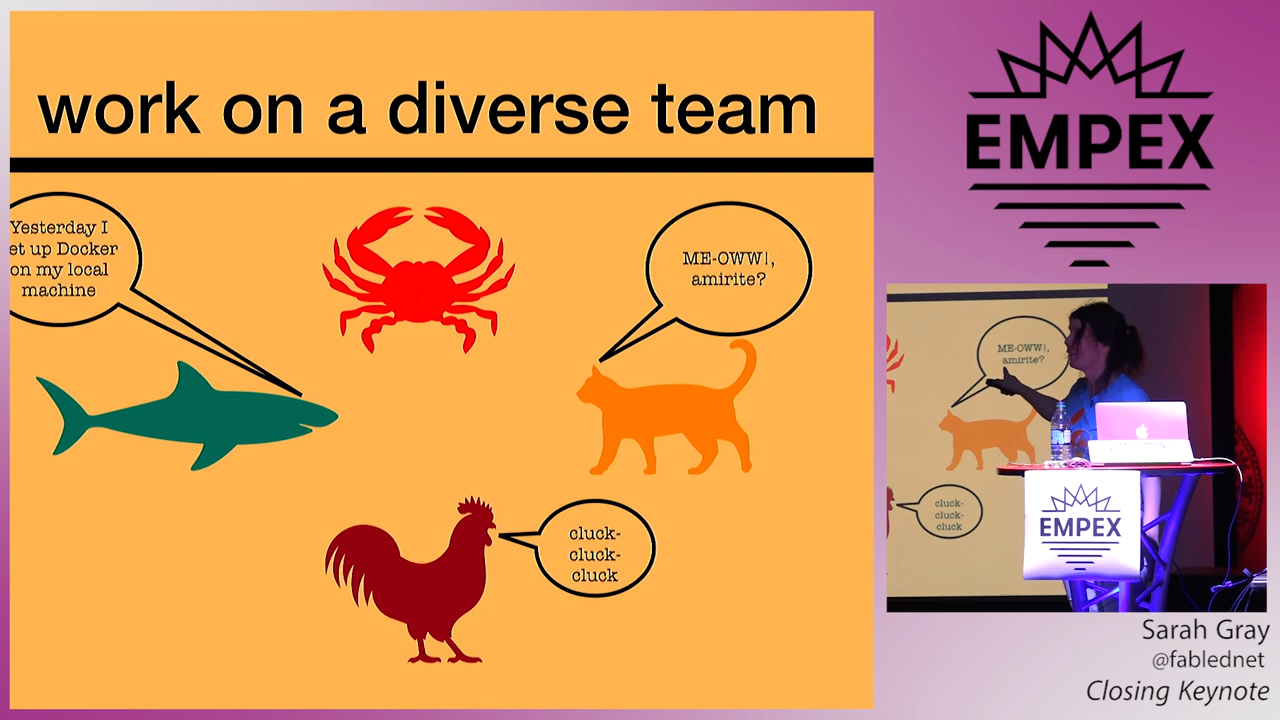 work on a diverse team
Yesterday I
et up Docker
on my local
machine
ME-OWW!,
amirite?
cluck-
cluck-
cluck
EMPEX
ME-OWW!,
amirite?
cluck-
cluck-
cluck
EMPEX
Sarah Gray
@fablednet
Closing Keynote